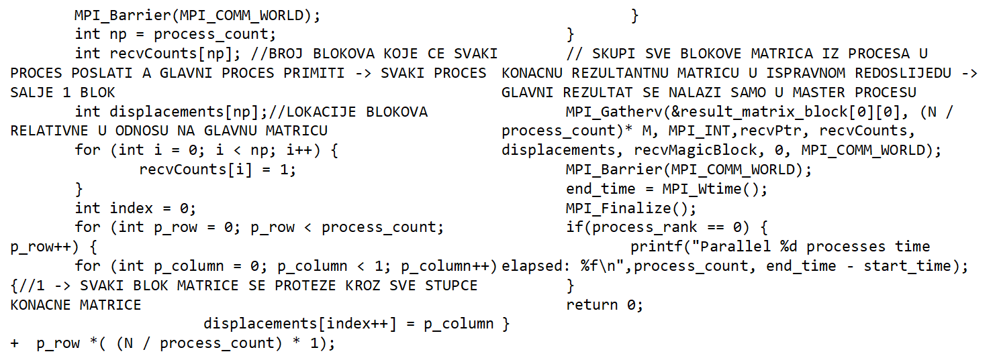 MPI_Barrier(MPI_COMM_WORLD);
int np = process_count;
int recvCounts[np]; //BROJ BLOKOVA KOJE CE SVAKI
PROCES POSLATI A GLAVNI PROCES PRIMITI -> SVAKI PROCES
SALJE 1 BLOK
int displacements[np];//LOKACIJE BLOKOVA
RELATIVNE U ODNOSU NA GLAVNU MATRICU
for (int i = 0; i < np; i++) {
recvCounts[i] = 1;
}
int index = 0;
for (int p_row = 0; p_row < process_count;
p_row++) {
for (int p_column = 0; p_column < 1; p_column++)
{//1 -> SVAKI BLOK MATRICE SE PROTEZE KROZ SVE STUPCE
KONACNE MATRICE
displacements[index++] = p_column
+  p_row *( (N / process_count) * 1);
}
}
// SKUPI SVE BLOKOVE MATRICA IZ PROCESA U
KONACNU REZULTANTNU MATRICU U ISPRAVNOM REDOSLIJEDU ->
GLAVNI REZULTAT SE NALAZI SAMO U MASTER PROCESU
MPI_Gatherv(&result_matrix_block[0][0], (N /
process_count)* M, MPI_INT,recvPtr, recvCounts,
displacements, recvMagicBlock, 0, MPI_COMM_WORLD);
MPI_Barrier(MPI_COMM_WORLD);
end_time = MPI_Wtime();
MPI_Finalize();
if(process_rank == 0) {
printf("Parallel %d processes time
elapsed: %f\n",process_count, end_time - start_time);
}
return 0;
}